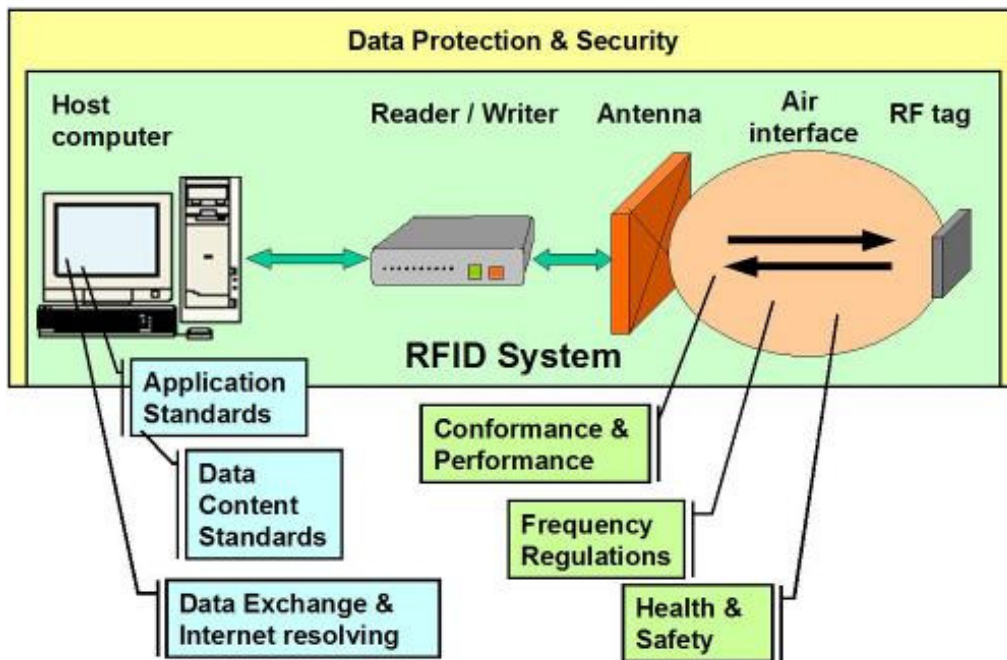 Data Protection & Security
Host
computer
Reader / Writer
Antenna
Air
interface
RF tag
RFID System
Application
Standards
Data
Content
Standards
Data Exchange &
Internet resolving
Conformance &
Performance
Frequency
Regulations
Health &
Safety